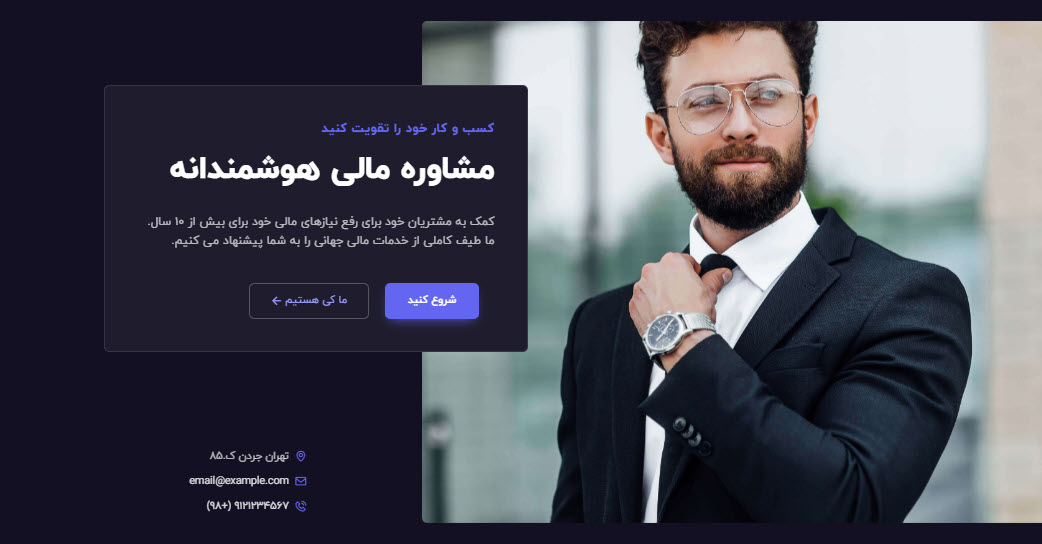 کسب و کار خود را تقویت کنید
مشاوره مالی هوشمندانه
کمک به مشتریان خود برای رفع نیازهای مالی خود برای بیش از ۱۰ سال.
ما طیف کاملی از خدمات مالی جهانی را به شما پیشنهاد می کنیم.
شروع کنید
ما کی هستیم ←
تهران جردن ک.۸۵
email@example.com
۹۱۲۱۲۳۴۵۶۷ (+۹۸)